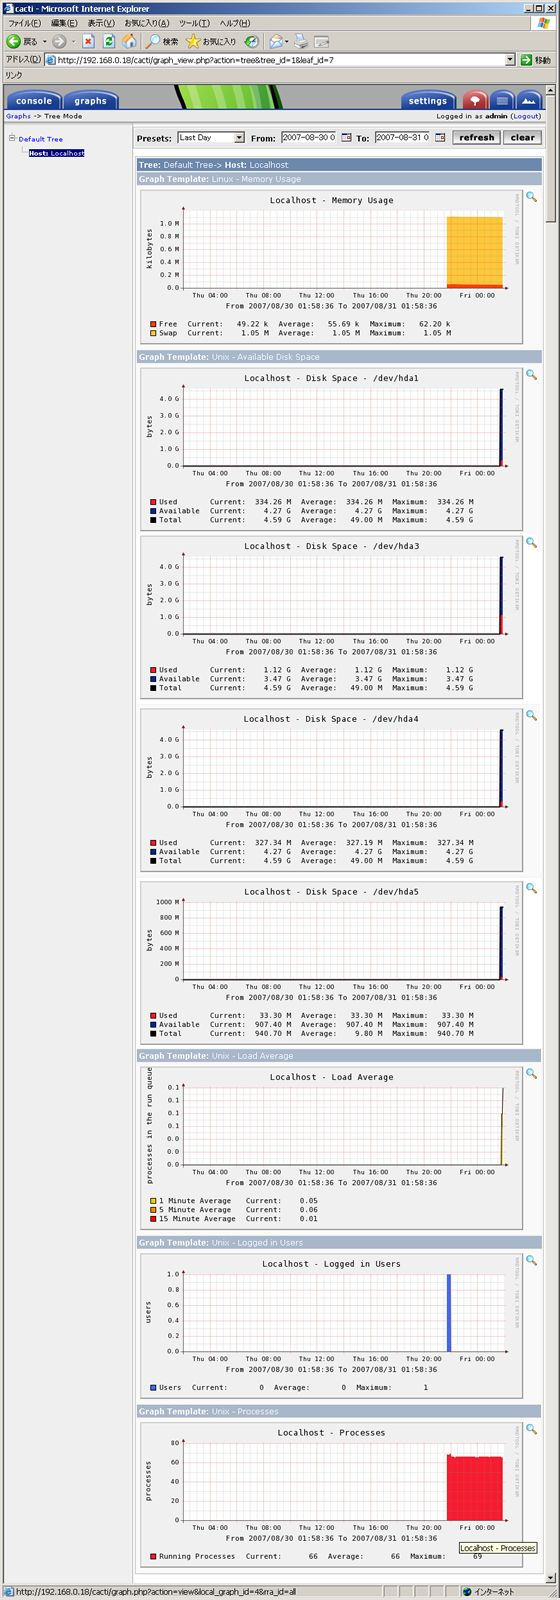 cacti - Microsoft Internet Explorer
ファイル(F) 編集(E) 表示(V) お気に入り(A) ツール(T) ヘルプ(H)
戻る 検索 お気に入り
アドレス(D) http://192.168.0.18/cacti/graph_view.php?action=tree&tree_id=1&leaf_id=7 移動
リンク
console graphs settings
Graphs -> Tree Mode Logged in as admin (Logout)
Default Tree
Host: Localhost
Presets: Last Day From: 2007-08-30 0 To: 2007-08-31 0 refresh clear
Tree: Default Tree-> Host: Localhost
Graph Template: Linux - Memory Usage
Localhost - Memory Usage
kilobytes
1.0 M
0.8 M
0.6 M
0.4 M
0.2 M
0.0
Thu 04:00 Thu 08:00 Thu 12:00 Thu 16:00 Thu 20:00 Fri 00:00
From 2007/08/30 01:58:36 To 2007/08/31 01:58:36
Free Current: 49.22 k Average: 55.69 k Maximum: 62.20 k
Swap Current: 1.05 M Average: 1.05 M Maximum: 1.05 M
Graph Template: Unix - Available Disk Space
Localhost - Disk Space - /dev/hda1
bytes
4.0 G
3.0 G
2.0 G
1.0 G
0.0
Thu 04:00 Thu 08:00 Thu 12:00 Thu 16:00 Thu 20:00 Fri 00:00
From 2007/08/30 01:58:36 To 2007/08/31 01:58:36
Used Current: 334.26 M Average: 334.26 M Maximum: 334.26 M
Available Current: 4.27 G Average: 4.27 G Maximum: 4.27 G
Total Current: 4.59 G Average: 49.00 M Maximum: 4.59 G
Localhost - Disk Space - /dev/hda3
bytes
4.0 G
3.0 G
2.0 G
1.0 G
0.0
Thu 04:00 Thu 08:00 Thu 12:00 Thu 16:00 Thu 20:00 Fri 00:00
From 2007/08/30 01:58:36 To 2007/08/31 01:58:36
Used Current: 1.12 G Average: 1.12 G Maximum: 1.12 G
Available Current: 3.47 G Average: 3.47 G Maximum: 3.47 G
Total Current: 4.59 G Average: 49.00 M Maximum: 4.59 G
Localhost - Disk Space - /dev/hda4
bytes
4.0 G
3.0 G
2.0 G
1.0 G
0.0
Thu 04:00 Thu 08:00 Thu 12:00 Thu 16:00 Thu 20:00 Fri 00:00
From 2007/08/30 01:58:36 To 2007/08/31 01:58:36
Used Current: 327.34 M Average: 327.19 M Maximum: 327.34 M
Available Current: 4.27 G Average: 4.27 G Maximum: 4.27 G
Total Current: 4.59 G Average: 49.00 M Maximum: 4.59 G
Localhost - Disk Space - /dev/hda5
bytes
1000 M
800 M
600 M
400 M
200 M
0
Thu 04:00 Thu 08:00 Thu 12:00 Thu 16:00 Thu 20:00 Fri 00:00
From 2007/08/30 01:58:36 To 2007/08/31 01:58:36
Used Current: 33.30 M Average: 33.30 M Maximum: 33.30 M
Available Current: 907.40 M Average: 907.40 M Maximum: 907.40 M
Total Current: 940.70 M Average: 9.80 M Maximum: 940.70 M
Graph Template: Unix - Load Average
Localhost - Load Average
processes in the run queue
0.1
0.1
0.1
0.0
0.0
0.0
Thu 04:00 Thu 08:00 Thu 12:00 Thu 16:00 Thu 20:00 Fri 00:00
From 2007/08/30 01:58:36 To 2007/08/31 01:58:36
1 Minute Average Current: 0.05
5 Minute Average Current: 0.06
15 Minute Average Current: 0.01
Graph Template: Unix - Logged in Users
Localhost - Logged in Users
users
1.0
0.8
0.6
0.4
0.2
0.0
Thu 04:00 Thu 08:00 Thu 12:00 Thu 16:00 Thu 20:00 Fri 00:00
From 2007/08/30 01:58:36 To 2007/08/31 01:58:36
Users Current: 0 Average: 0 Maximum: 1
Graph Template: Unix - Processes
Localhost - Processes
processes
80
60
40
20
0
Thu 04:00 Thu 08:00 Thu 12:00 Thu 16:00 Thu 20:00 Fri 00:00
From 2007/08/30 01:58:36 To 2007/08/31 01:58:36
Localhost - Processes
Running Processes Current: 66 Average: 66 Maximum: 69
http://192.168.0.18/cacti/graph.php?action=view&local_graph_id=4&rra_id=all インターネット